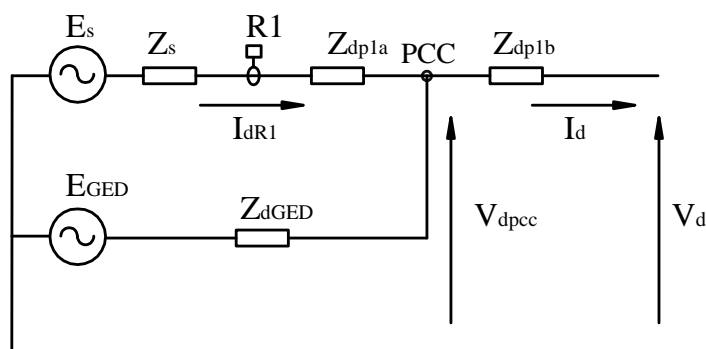 Es
Zs
R1
Zdp1a
PCC
Zdp1b
IdR1
Id
EGED
ZdGED
Vdpcc
Vd